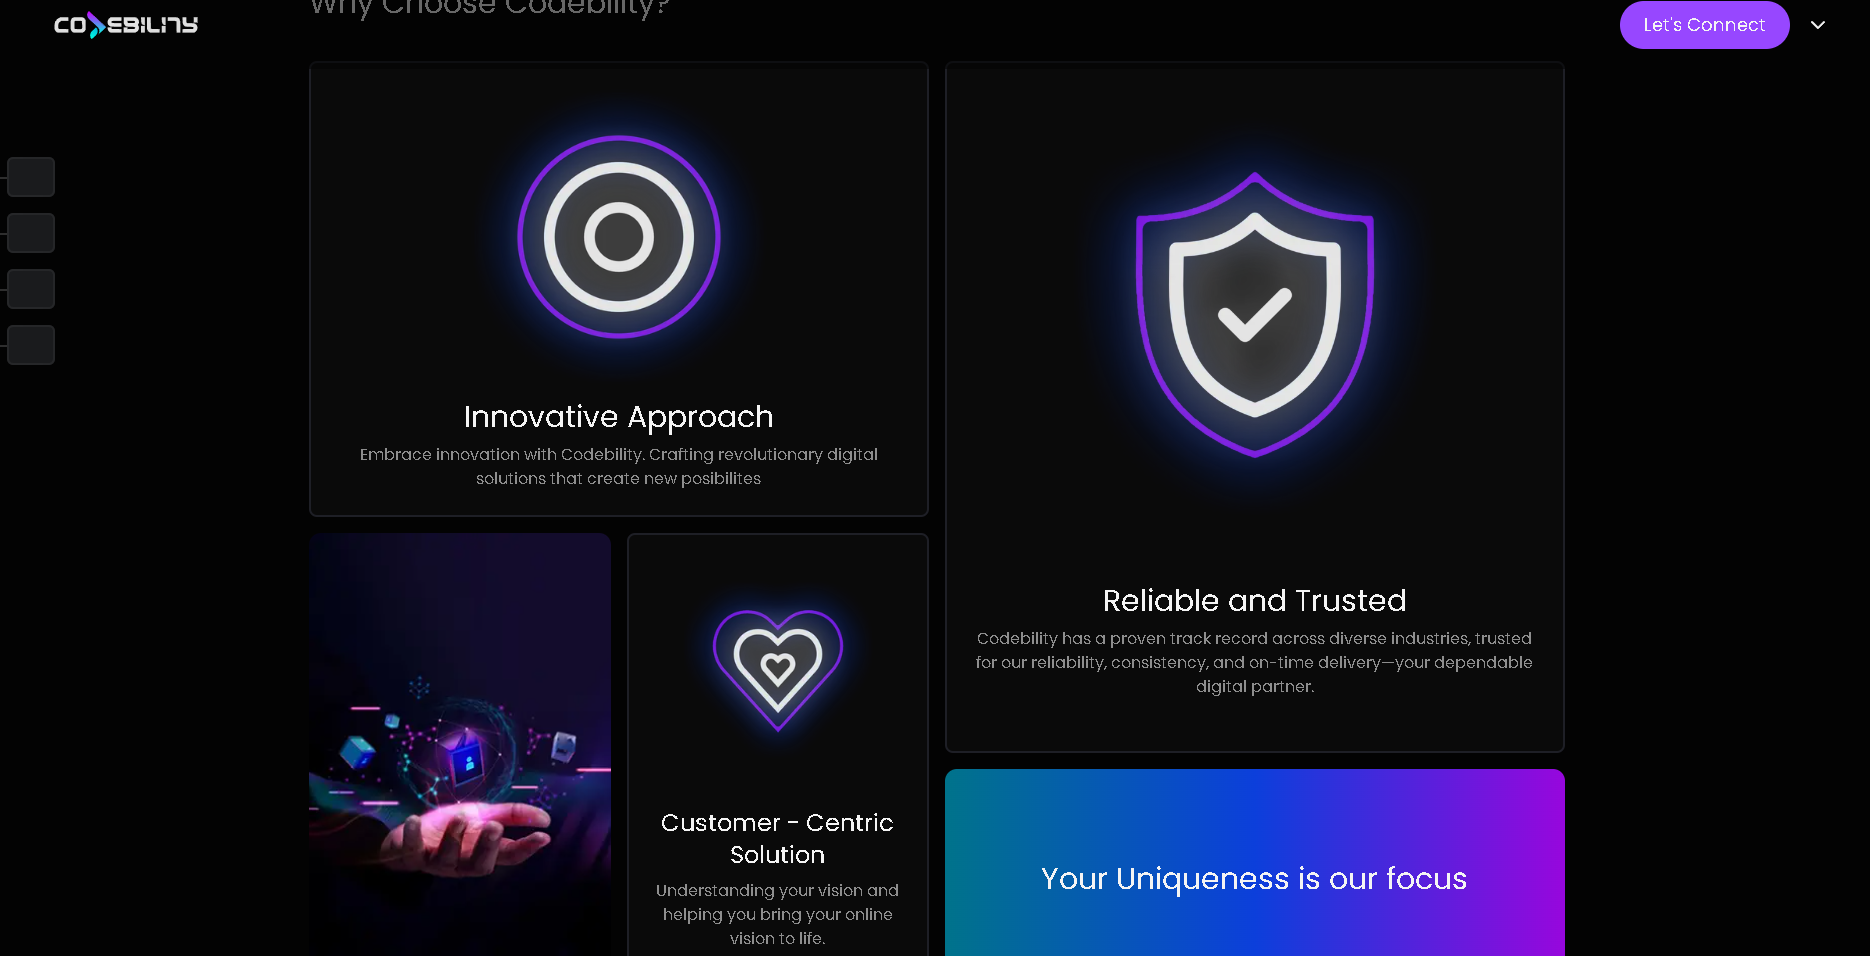 Why Choose Codebility?
CODEBILITY
Let's Connect
Innovative Approach
Embrace innovation with Codebility. Crafting revolutionary digital
solutions that create new posibilites
Reliable and Trusted
Codebility has a proven track record across diverse industries, trusted
for our reliability, consistency, and on-time delivery—your dependable
digital partner.
Customer - Centric
Solution
Understanding your vision and
helping you bring your online
vision to life.
Your Uniqueness is our focus